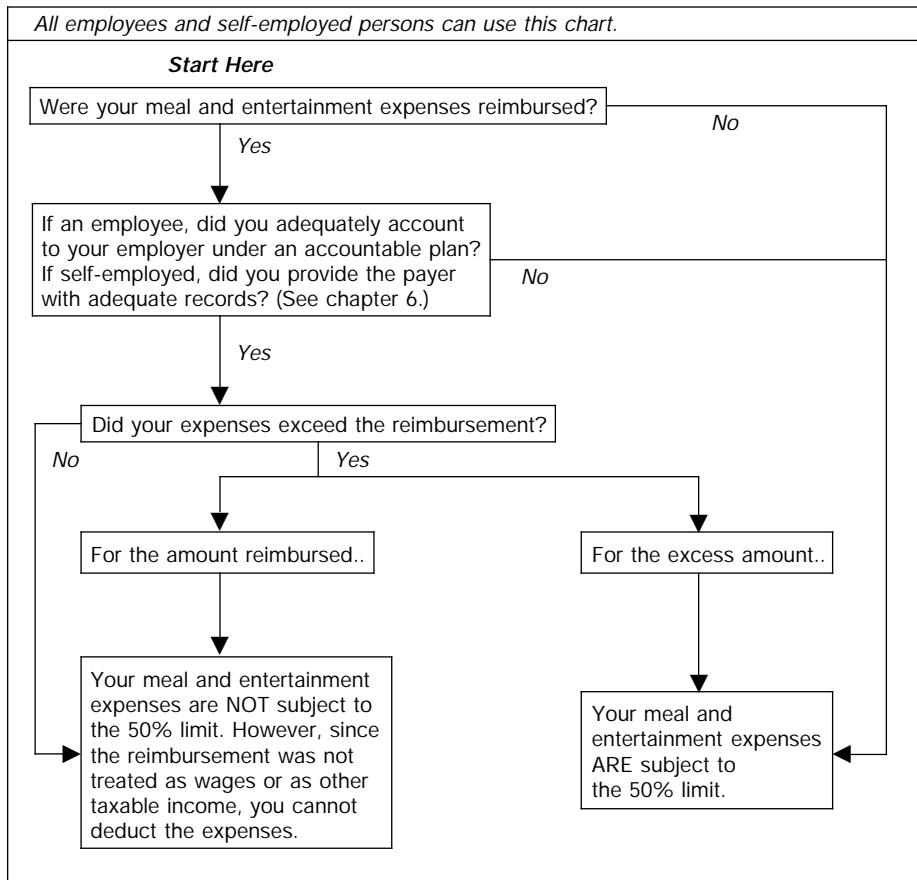 All employees and self-employed persons can use this chart.
Start Here
Were your meal and entertainment expenses reimbursed?
No
Yes
If an employee, did you adequately account
to your employer under an accountable plan?
If self-employed, did you provide the payer
with adequate records? (See chapter 6.)
No
Yes
Did your expenses exceed the reimbursement?
No
Yes
For the amount reimbursed..
For the excess amount..
Your meal and entertainment
expenses are NOT subject to
the 50% limit. However, since
the reimbursement was not
treated as wages or as other
taxable income, you cannot
deduct the expenses.
Your meal and
entertainment expenses
ARE subject to
the 50% limit.